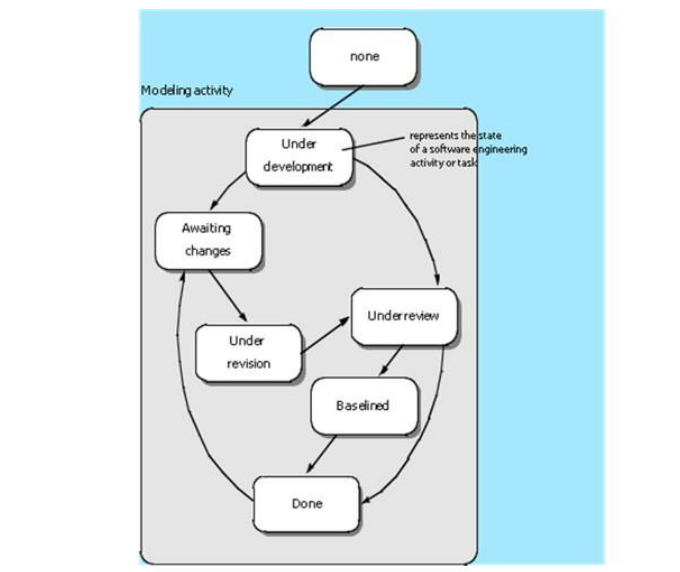 none
Modeling activity
Under
development
represents the state
of a software engineering
activity or task
Awaiting
changes
Under review
Under
revision
Baselined
Done